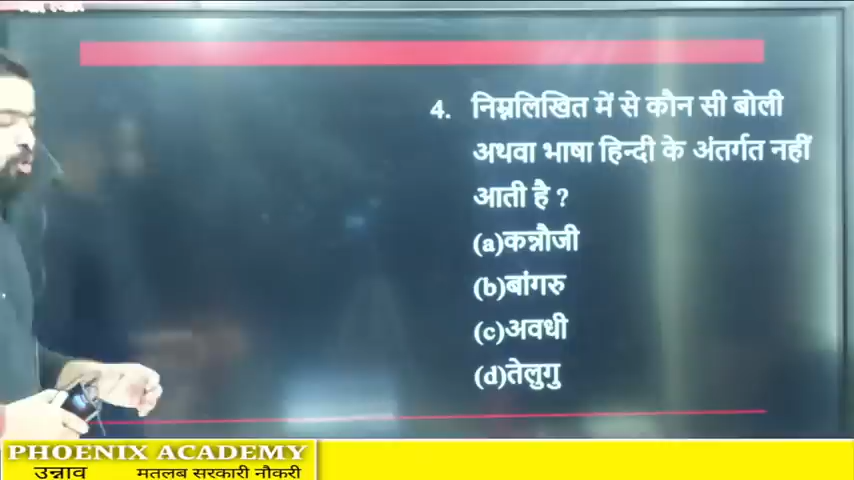 4. निम्नलिखित में से कौन सी बोली
अथवा भाषा हिन्दी के अंतर्गत नहीं
आती है ?
(a)कन्नौजी
(b)बांगरु
(c)अवधी
(d)तेलुगु
PHOENIX ACADEMY
उन्नाव मतलब सरकारी नौकरी